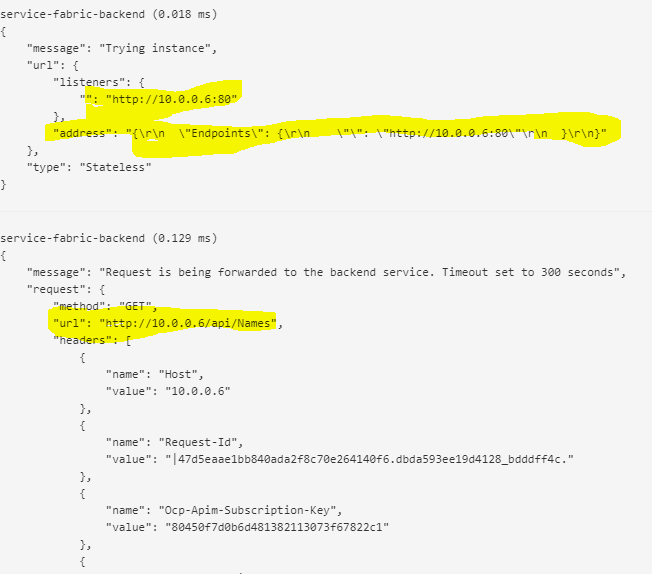 service-fabric-backend (0.018 ms)
{
    "message": "Trying instance",
    "url": {
        "listeners": {
            "": "http://10.0.0.6:80"
        },
        "address": "{\r\n  \"Endpoints\": {\r\n    \"\": \"http://10.0.0.6:80\"\r\n  }\r\n}"
    },
    "type": "Stateless"
}
service-fabric-backend (0.129 ms)
{
    "message": "Request is being forwarded to the backend service. Timeout set to 300 seconds",
    "request": {
        "method": "GET",
        "url": "http://10.0.0.6/api/Names",
        "headers": [
            {
                "name": "Host",
                "value": "10.0.0.6"
            },
            {
                "name": "Request-Id",
                "value": "|47d5eaae1bb840ada2f8c70e264140f6.dbda593ee19d4128_bdddff4c."
            },
            {
                "name": "Ocp-Apim-Subscription-Key",
                "value": "80450f7d0b6d481382113073f67822c1"
            },
            {